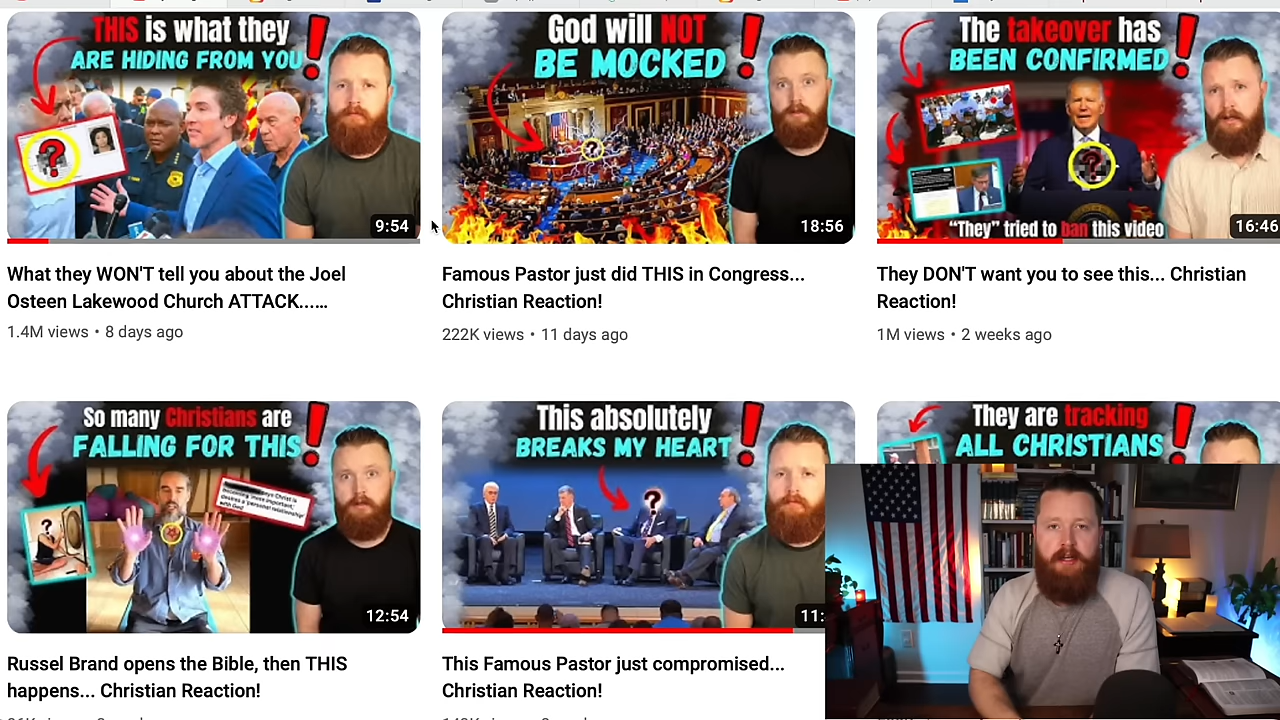 THIS is what they
ARE HIDING FROM YOU
9:54
What they WON'T tell you about the Joel
Osteen Lakewood Church ATTACK...…
1.4M views • 8 days ago
God will NOT
BE MOCKED
18:56
Famous Pastor just did THIS in Congress...
Christian Reaction!
222K views • 11 days ago
The takeover has
BEEN CONFIRMED
“They” tried to ban this video
16:46
They DON'T want you to see this... Christian
Reaction!
1M views • 2 weeks ago
So many Christians are
FALLING FOR THIS
12:54
Russel Brand opens the Bible, then THIS
happens... Christian Reaction!
This absolutely
BREAKS MY HEART
11:
This Famous Pastor just compromised...
Christian Reaction!
They are tracking
ALL CHRISTIANS